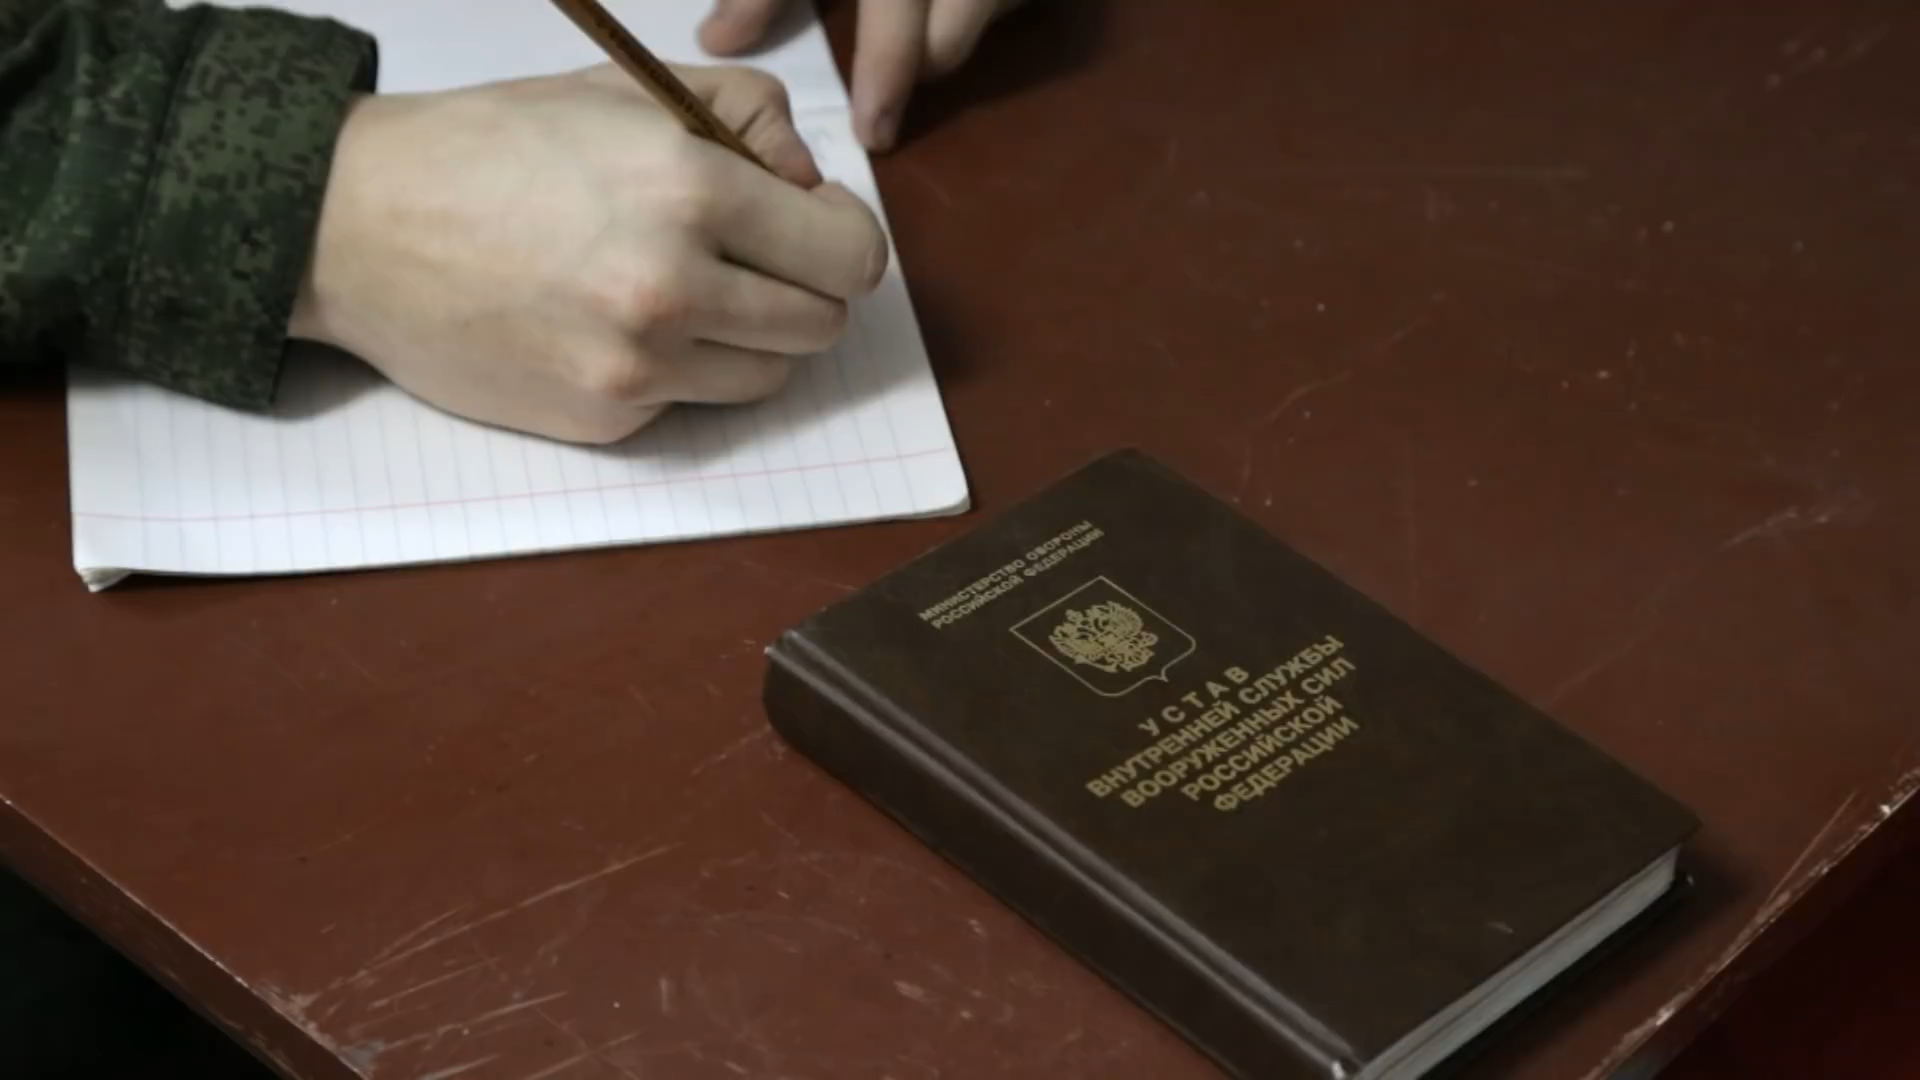 МИНИСТЕРСТВО ОБОРОНЫ
РОССИЙСКОЙ ФЕДЕРАЦИИ
УСТАВ
ВНУТРЕННЕЙ СЛУЖБЫ
ВООРУЖЕННЫХ СИЛ
РОССИЙСКОЙ
ФЕДЕРАЦИИ